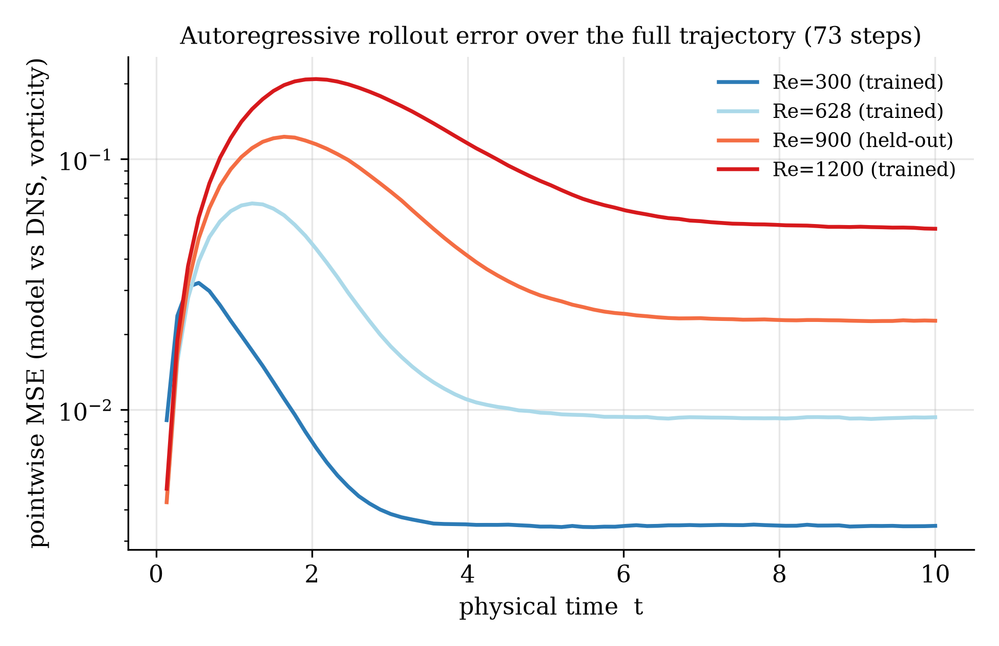 Autoregressive rollout error over the full trajectory (73 steps)
pointwise MSE (model vs DNS, vorticity)
10⁻¹
10⁻²
Re=300 (trained)
Re=628 (trained)
Re=900 (held-out)
Re=1200 (trained)
0 2 4 6 8 10
physical time t